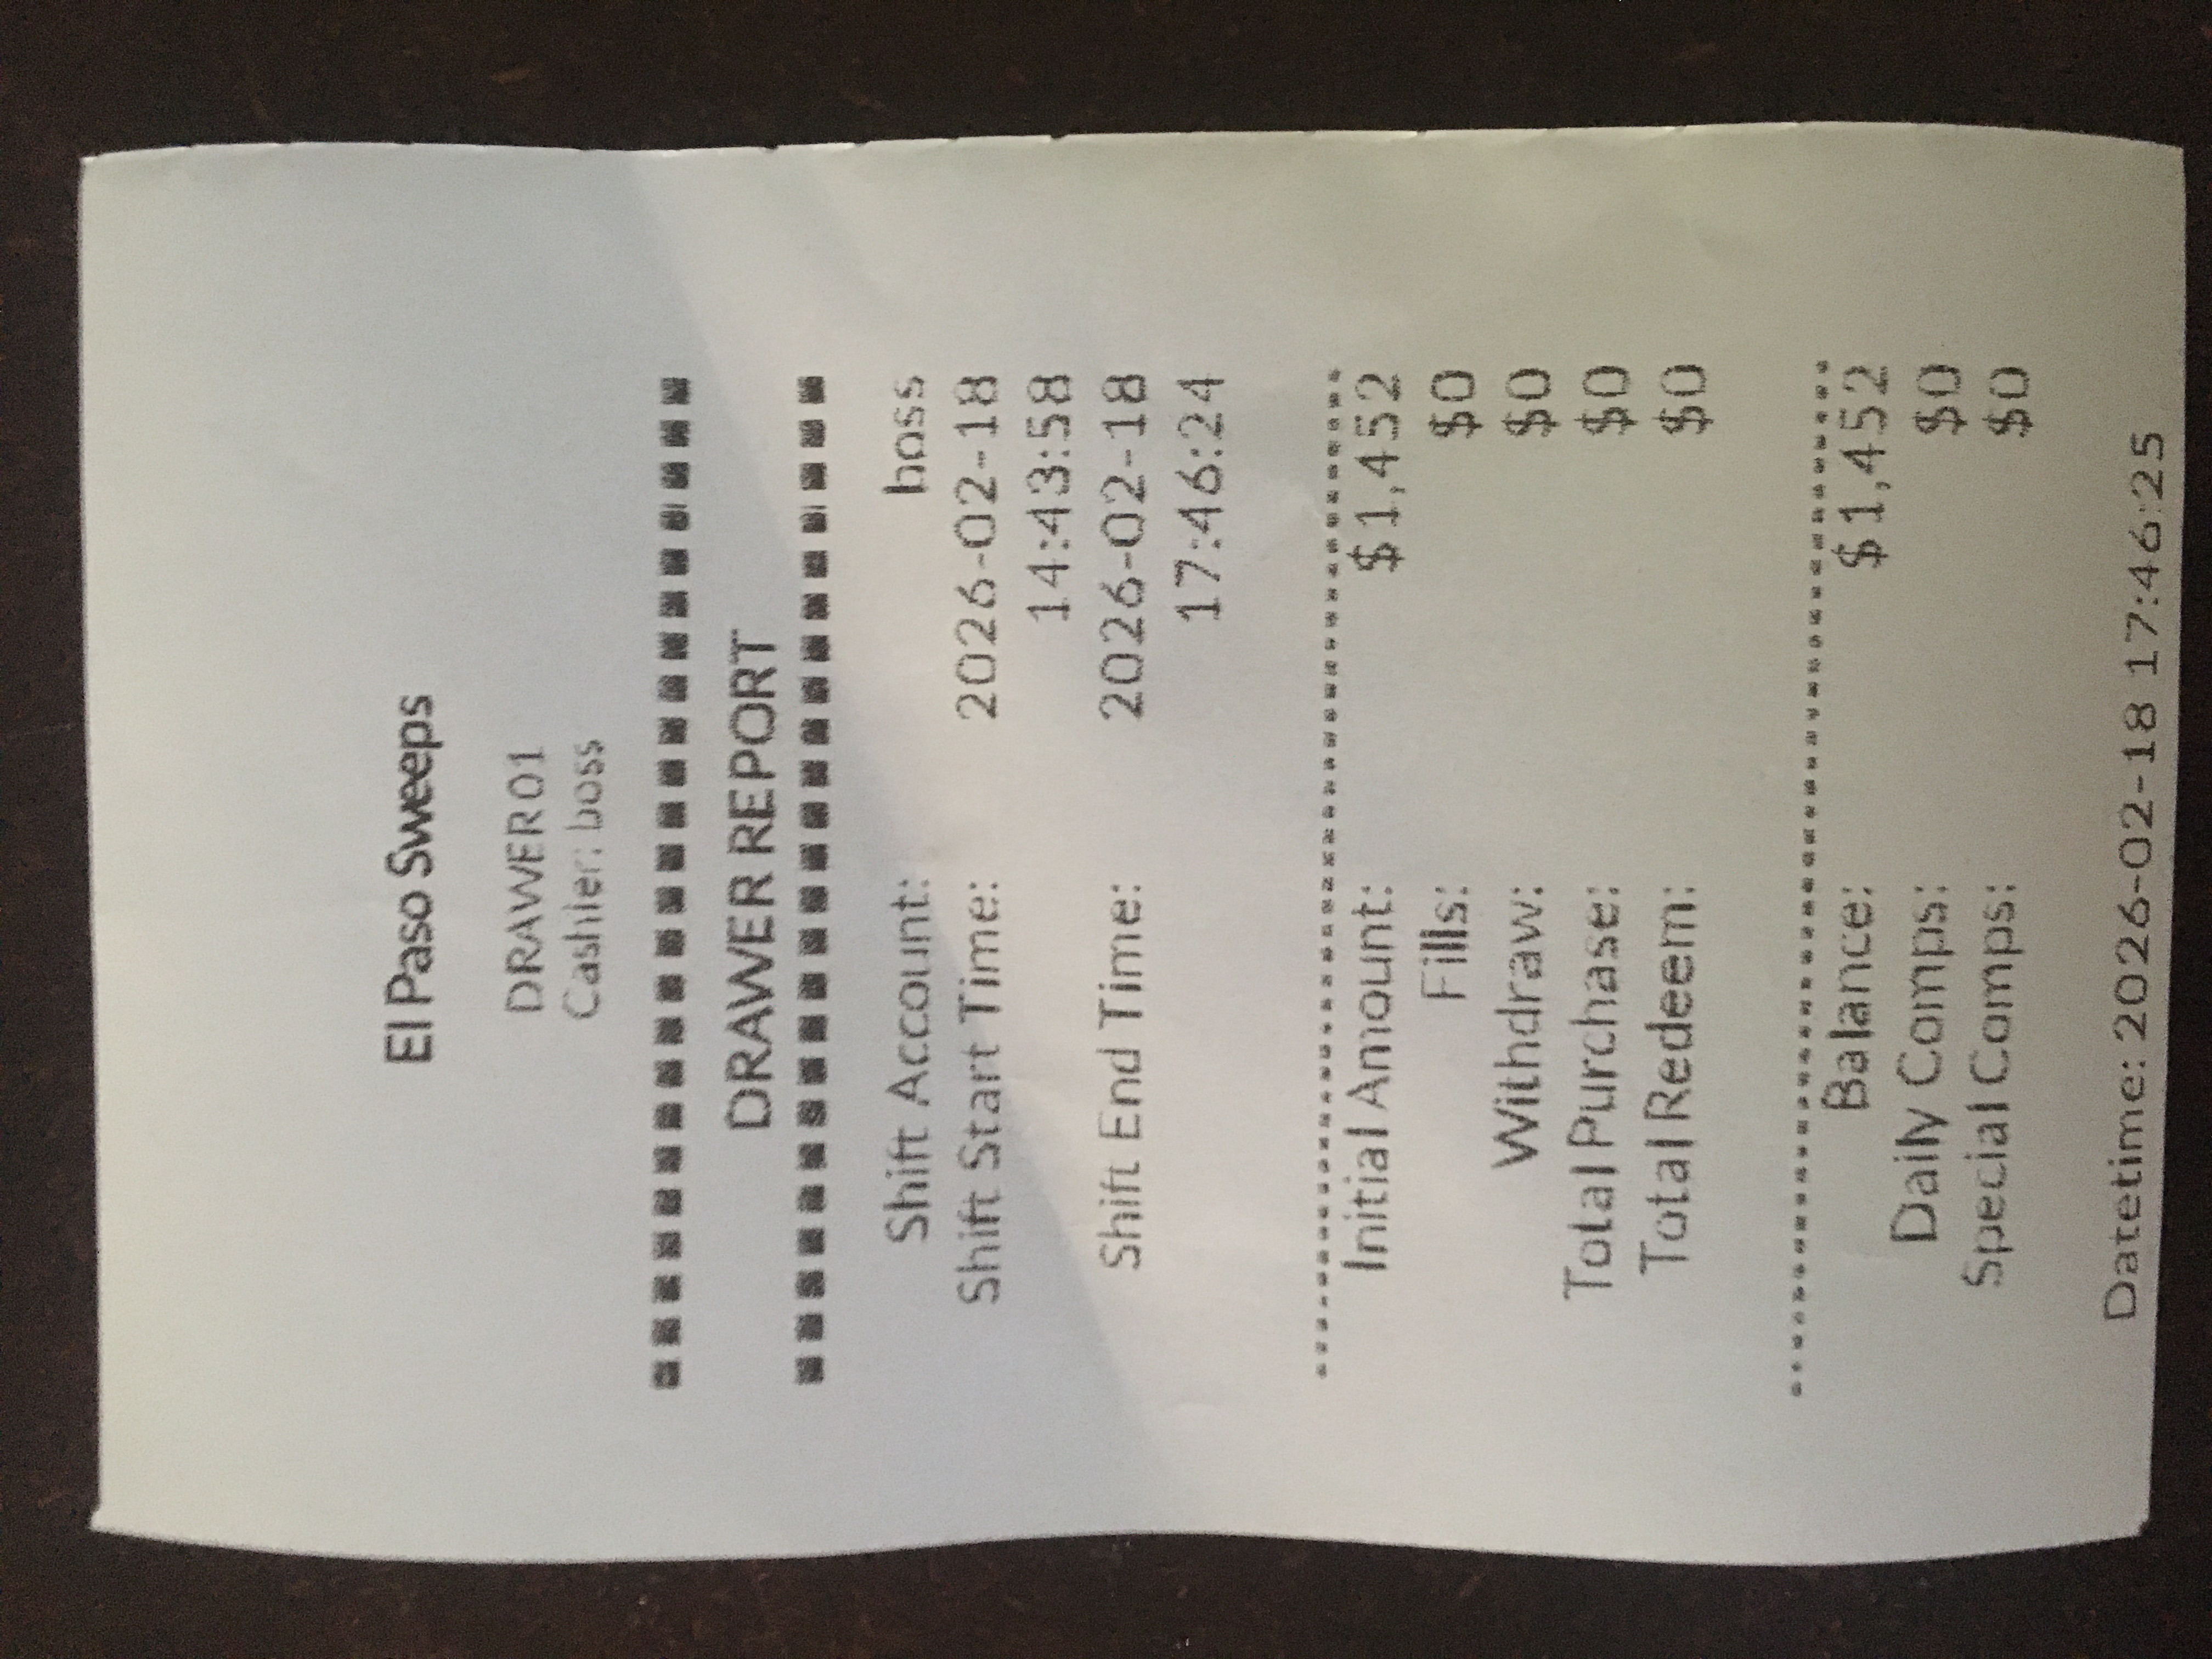 El Paso Sweeps
DRAWER01
Cashier: boss
DRAWER REPORT
Shift Account: boss
Shift Start Time: 2026-02-18
14:43:58
Shift End Time: 2026-02-18
17:46:24
Initial Amount: $1,452
Fills: $0
Withdraw: $0
Total Purchase: $0
Total Redeem: $0
Balance: $1,452
Daily Comps: $0
Special Comps: $0
Datetime: 2026-02-18 17:46:25